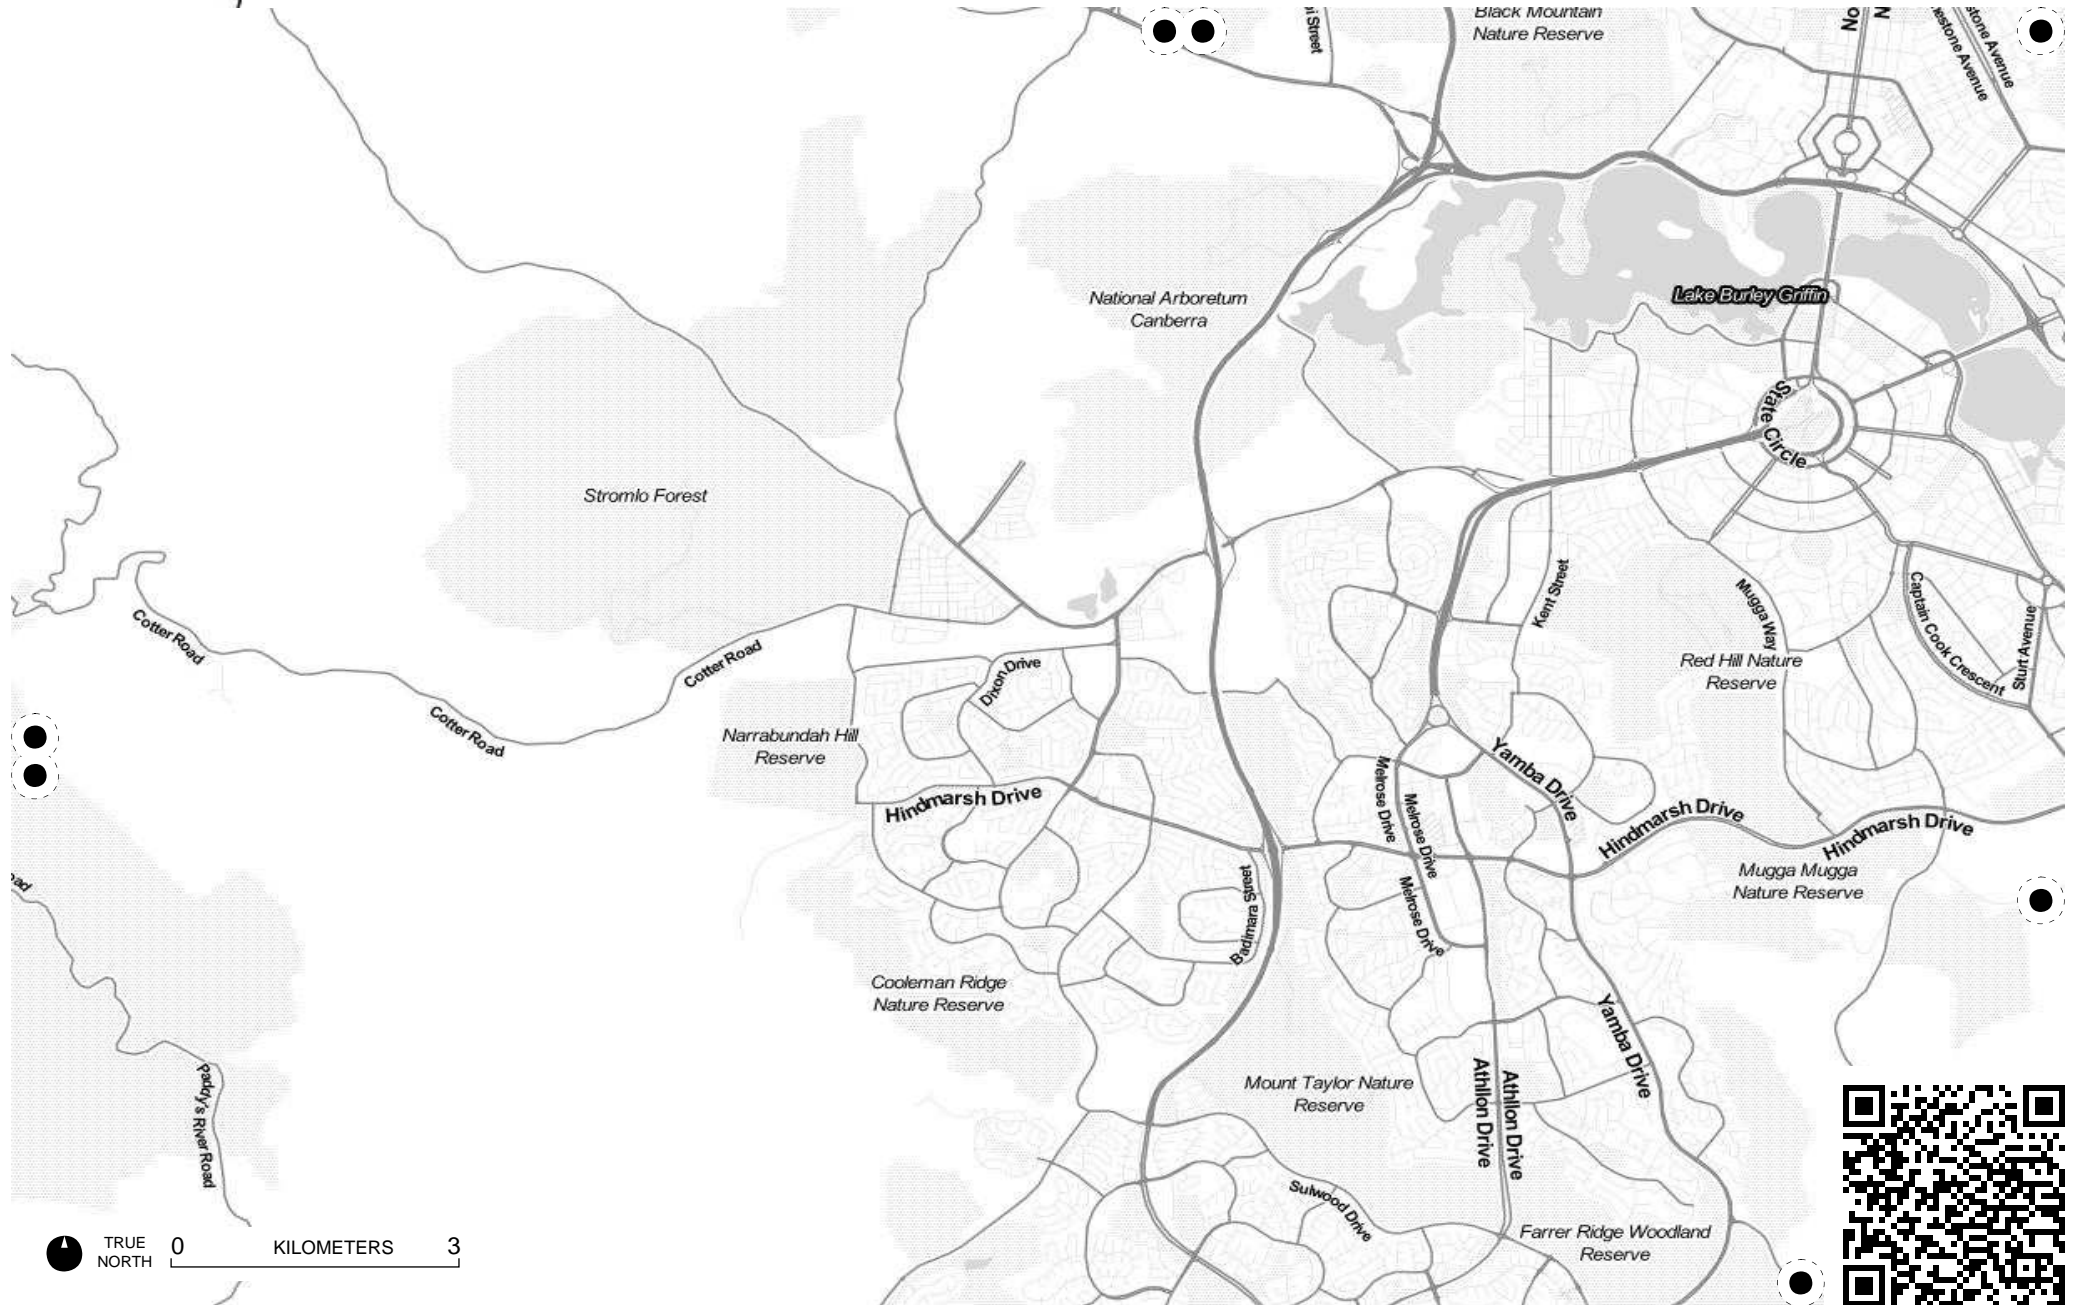 Black Mountain
Nature Reserve
Street
No
N
estone Avenue
stone Avenue
National Arboretum
Canberra
Lake Burley Griffin
State Circle
Stromlo Forest
Kent Street
Mugga Way
Captain Cook Crescent
Sturt Avenue
Cotter Road
Cotter Road
Cotter Road
Dixon Drive
Red Hill Nature
Reserve
Narrabundah Hill
Reserve
Yamba Drive
Melrose Drive
Melrose Drive
Melrose Drive
Hindmarsh Drive
Hindmarsh Drive
Hindmarsh Drive
Badimara Street
Mugga Mugga
Nature Reserve
oad
Cooleman Ridge
Nature Reserve
Yamba Drive
Mount Taylor Nature
Reserve
Athllon Drive
Athllon Drive
Paddy's River Road
Sulwood Drive
Farrer Ridge Woodland
Reserve
TRUE
NORTH
0 KILOMETERS 3